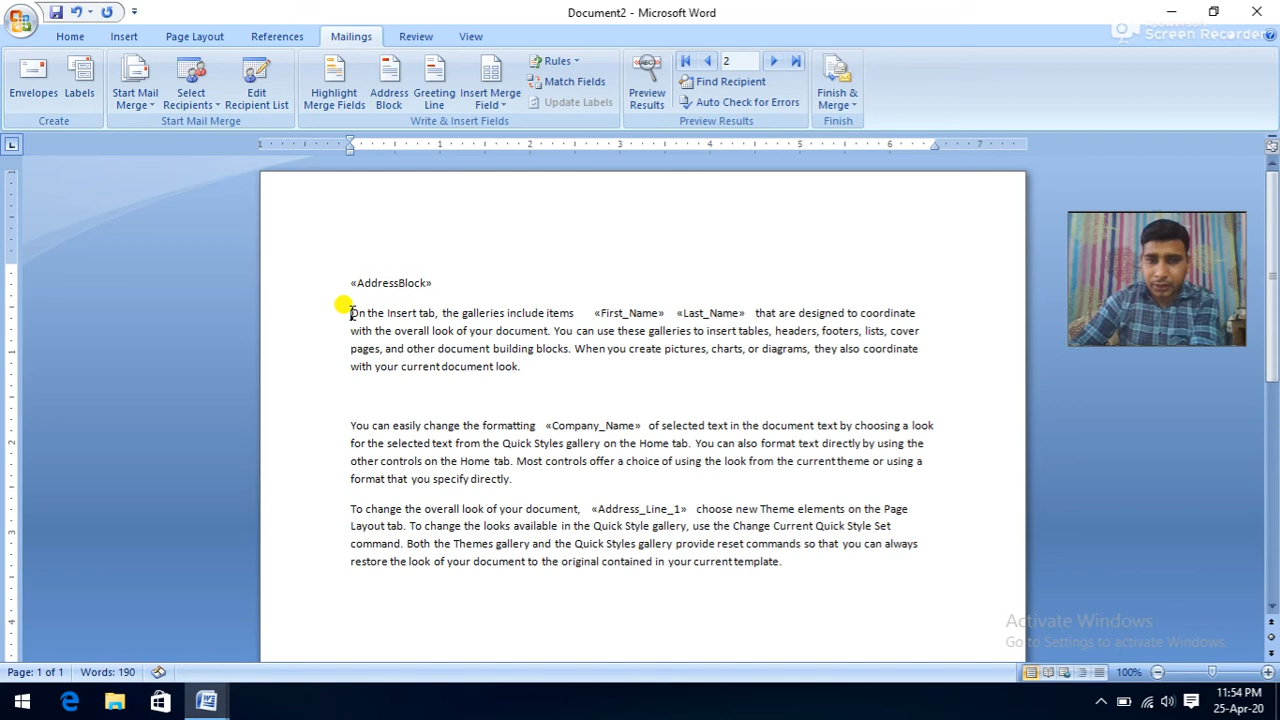 Document2 - Microsoft Word
Apowersoft
Screen Recorder
Home Insert Page Layout References Mailings Review View
Envelopes Labels Start Mail Merge Select Recipients Edit Recipient List Highlight Merge Fields Address Block Greeting Line Insert Merge Field Rules Match Fields Update Labels Preview Results 2 Find Recipient Auto Check for Errors Finish & Merge
Create Start Mail Merge Write & Insert Fields Preview Results Finish
1 1 2 3 4 5 6 7
«AddressBlock»
On the Insert tab, the galleries include items «First_Name» «Last_Name» that are designed to coordinate
with the overall look of your document. You can use these galleries to insert tables, headers, footers, lists, cover
pages, and other document building blocks. When you create pictures, charts, or diagrams, they also coordinate
with your current document look.
You can easily change the formatting «Company_Name» of selected text in the document text by choosing a look
for the selected text from the Quick Styles gallery on the Home tab. You can also format text directly by using the
other controls on the Home tab. Most controls offer a choice of using the look from the current theme or using a
format that you specify directly.
To change the overall look of your document, «Address_Line_1» choose new Theme elements on the Page
Layout tab. To change the looks available in the Quick Style gallery, use the Change Current Quick Style Set
command. Both the Themes gallery and the Quick Styles gallery provide reset commands so that you can always
restore the look of your document to the original contained in your current template.
Activate Windows
Go to Settings to activate Windows.
Page: 1 of 1 Words: 190 100%
11:54 PM
25-Apr-20